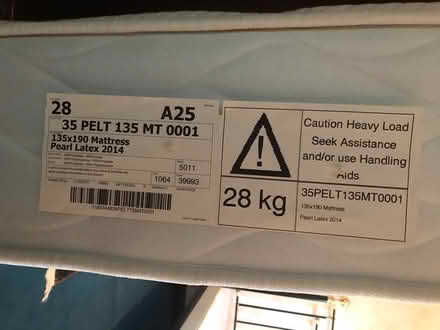 28
A25
35 PELT 135 MT 0001
135x190 Mattress
Pearl Latex 2014
5011
1064
39993
Caution Heavy Load
Seek Assistance
and/or use Handling
Aids
28 kg
35PELT135MT0001
135x190 Mattress
Pearl Latex 2014